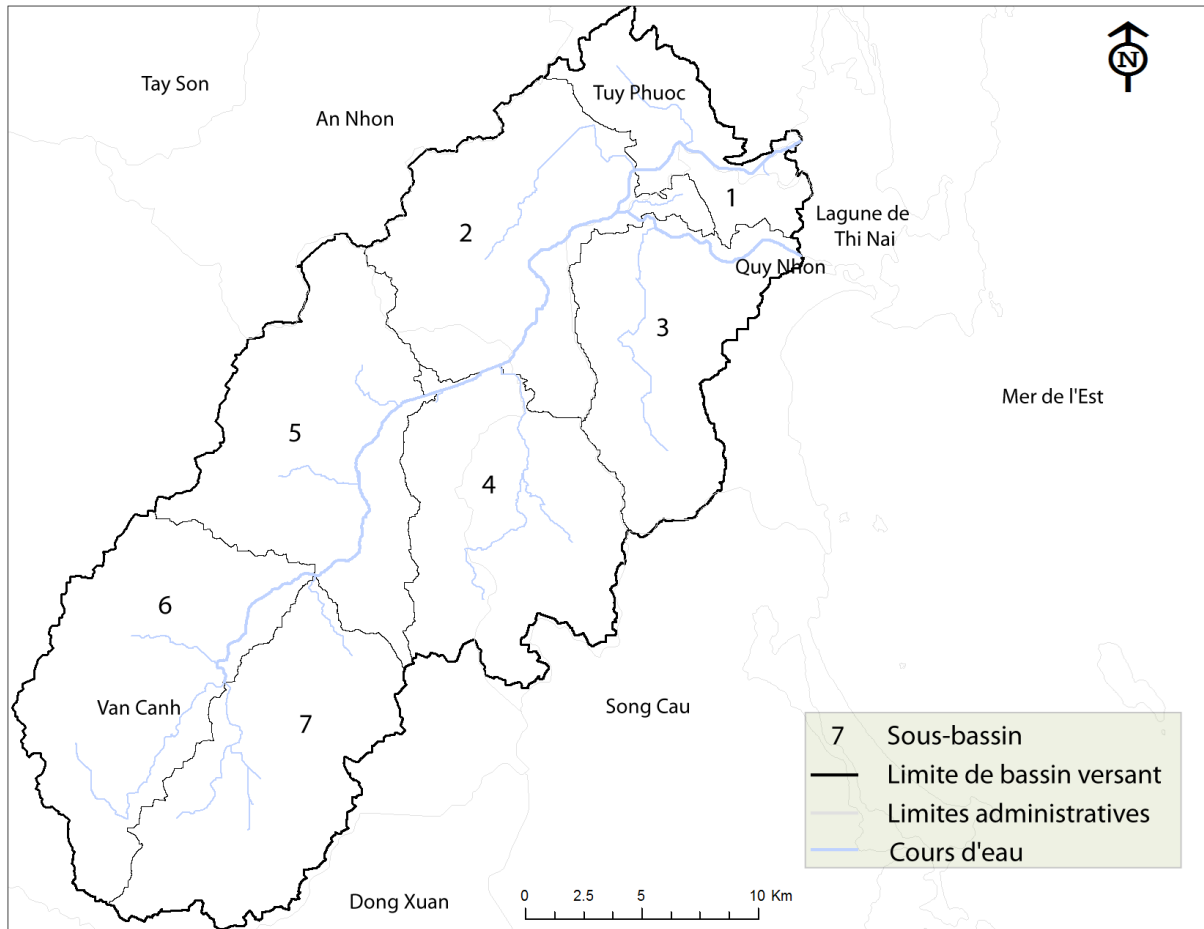 N
Tay Son
Tuy Phuoc
An Nhon
1
Lagune de
Thi Nai
2
Quy Nhon
3
Mer de l'Est
5
4
6
Van Canh
7
Song Cau
Dong Xuan
7 Sous-bassin
Limite de bassin versant
Limites administratives
Cours d'eau
0 2.5 5 10 Km